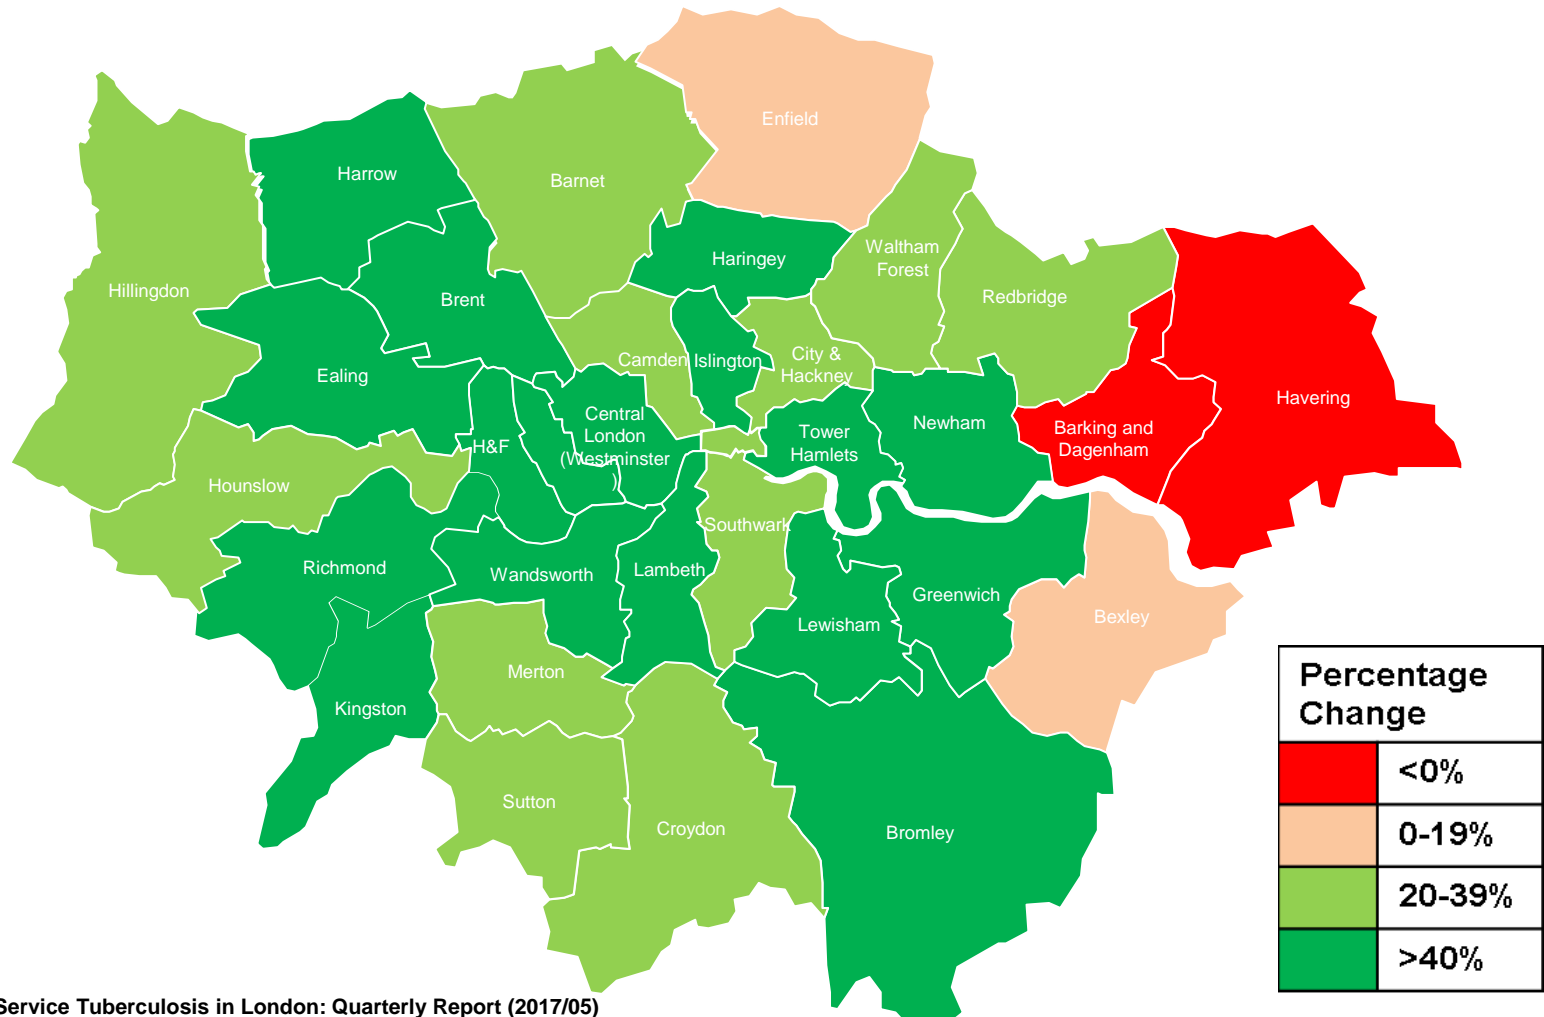 Enfield
Harrow
Barnet
Waltham
Forest
Haringey
Hillingdon
Brent
Redbridge
Camden
Islington
City &
Hackney
Ealing
Havering
Central
London
(Westminster
)
Newham
Barking and
Dagenham
Tower
Hamlets
H&F
Hounslow
Southwark
Richmond
Wandsworth
Lambeth
Greenwich
Lewisham
Bexley
Merton
Kingston
Sutton
Croydon
Bromley
Percentage
Change
<0%
0-19%
20-39%
>40%
Service Tuberculosis in London: Quarterly Report (2017/05)